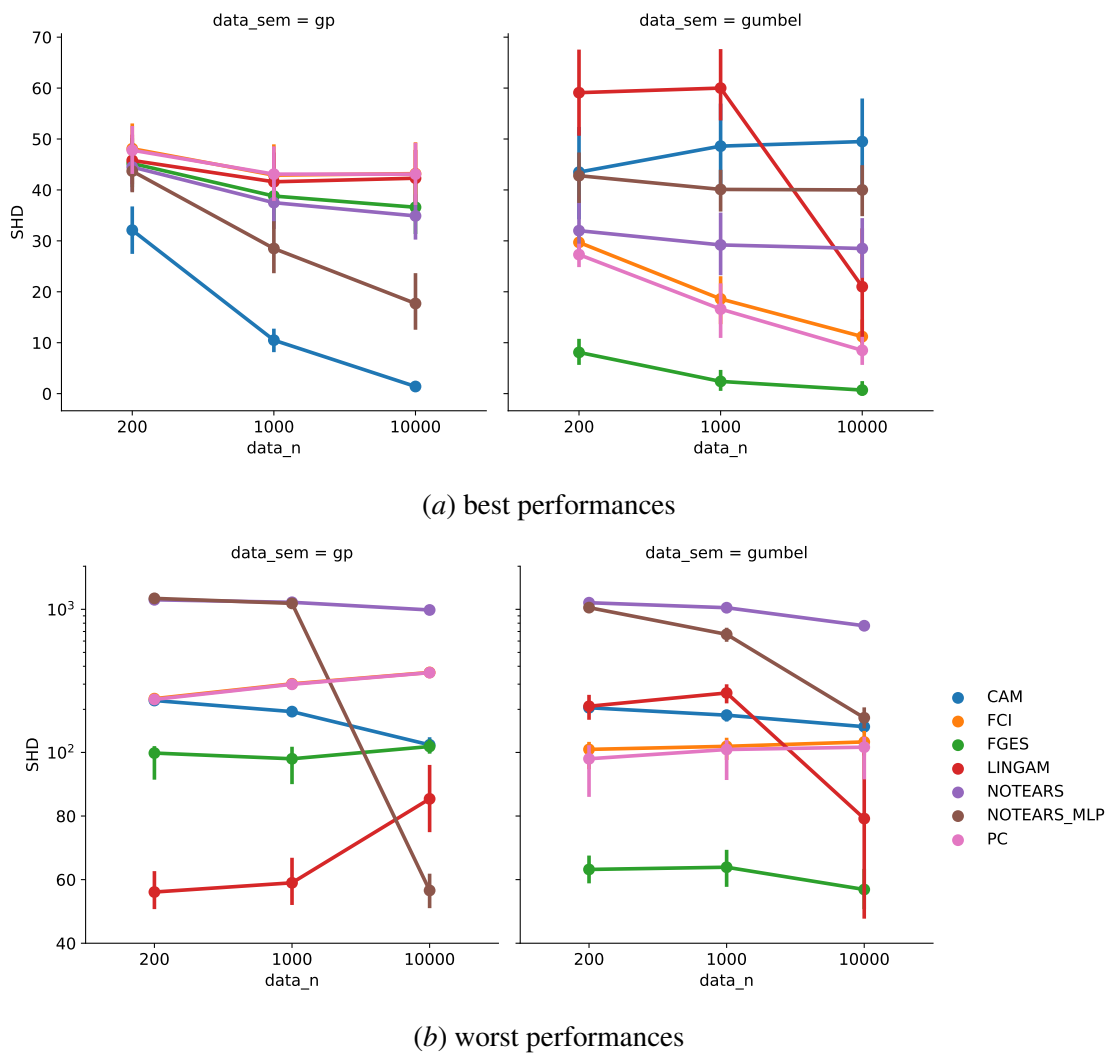 data_sem = gp
data_sem = gumbel
70
60
50
40
30
20
10
0
SHD
200
1000
10000
data_n
200
1000
10000
data_n
(a) best performances
data_sem = gp
data_sem = gumbel
10³
10²
80
60
40
SHD
200
1000
10000
data_n
200
1000
10000
data_n
CAM
FCI
FGES
LINGAM
NOTEARS
NOTEARS_MLP
PC
(b) worst performances